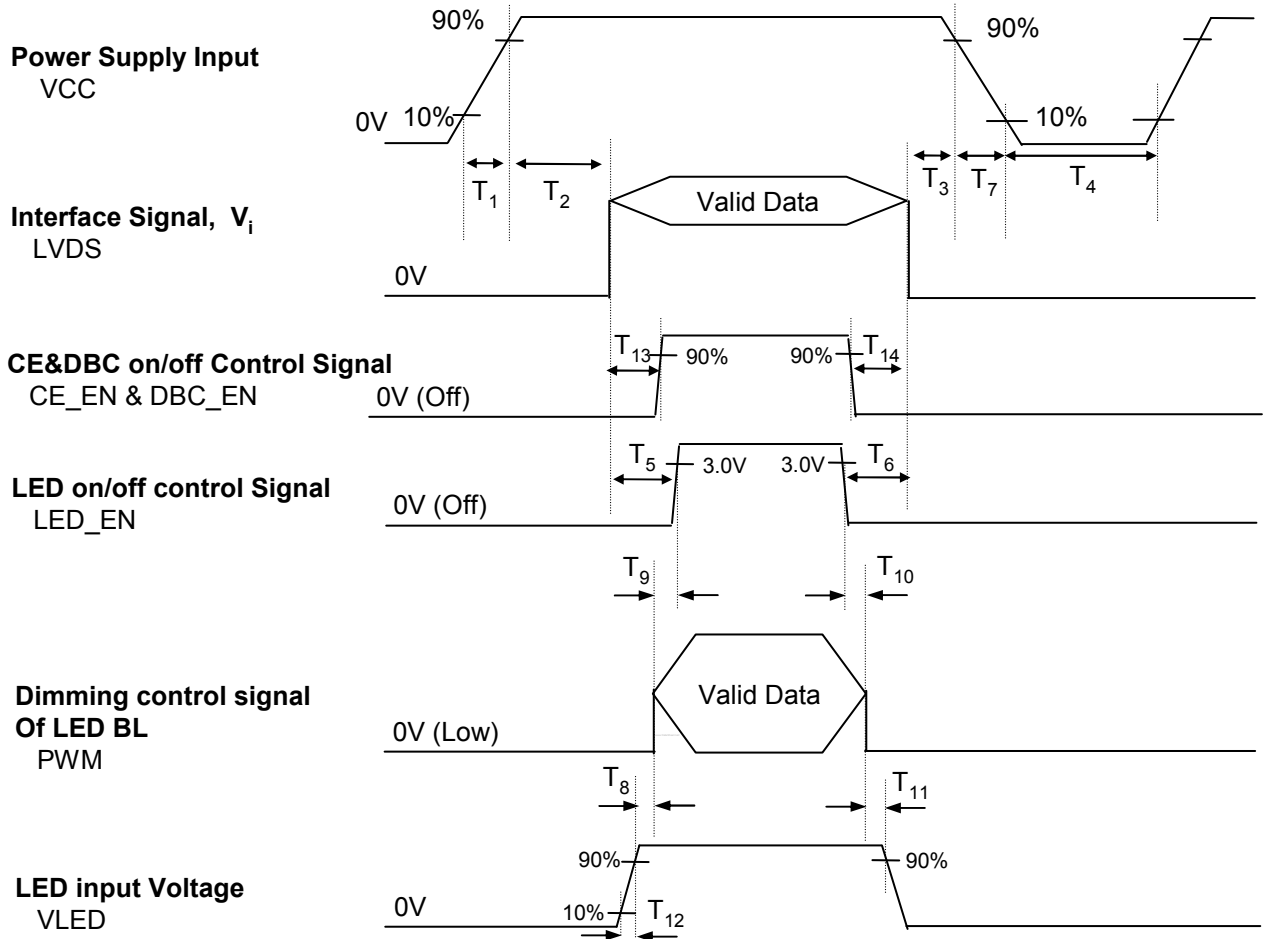 90%
90%
Power Supply Input
VCC
0V
10%
10%
T1
T2
T3
T7
T4
Interface Signal, Vi
LVDS
Valid Data
0V
CE&DBC on/off Control Signal
CE_EN & DBC_EN
T13
90%
90%
T14
0V (Off)
LED on/off control Signal
LED_EN
T5
3.0V
3.0V
T6
0V (Off)
T9
T10
Dimming control signal
Of LED BL
PWM
Valid Data
0V (Low)
T8
T11
LED input Voltage
VLED
90%
90%
0V
10%
T12